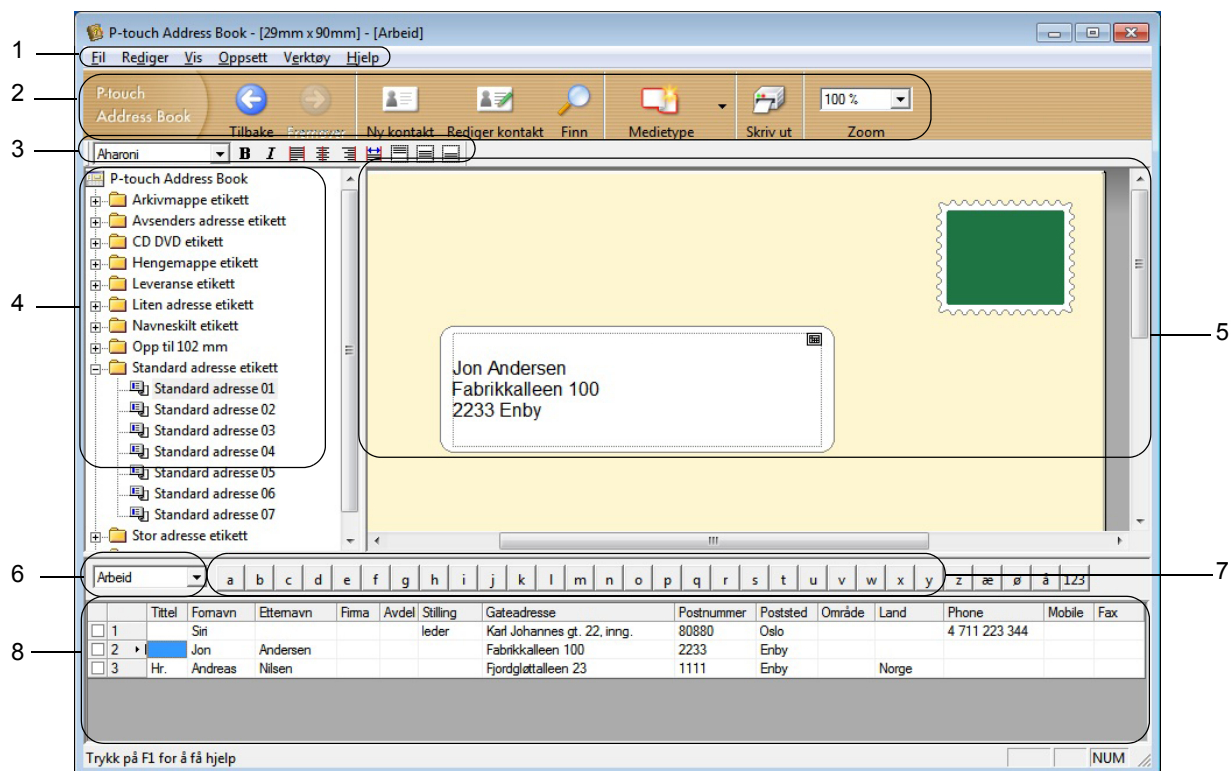 P-touch Address Book - [29mm x 90mm] - [Arbeid]
1
Fil Rediger Vis Oppsett Verktøy Hjelp
2
P-touch
Address Book
Tilbake Fremover Ny kontakt Rediger kontakt Finn Medietype Skriv ut 100 % Zoom
3
Aharoni B I
4
P-touch Address Book
Arkivmappe etikett
Avsenders adresse etikett
CD DVD etikett
Hengemappe etikett
Leveranse etikett
Liten adresse etikett
Navneskilt etikett
Opp til 102 mm
Standard adresse etikett
Standard adresse 01
Standard adresse 02
Standard adresse 03
Standard adresse 04
Standard adresse 05
Standard adresse 06
Standard adresse 07
Stor adresse etikett
5
Jon Andersen
Fabrikkalleen 100
2233 Enby
6
Arbeid
a b c d e f g h i j k l m n o p q r s t u v w x y z æ ø å 123
7
8
Tittel Fornavn Etternavn Firma Avdel Stilling Gateadresse Postnummer Poststed Område Land Phone Mobile Fax
1 Siri leder Karl Johannes gt. 22, inng. 80880 Oslo 4 711 223 344
2 Jon Andersen Fabrikkalleen 100 2233 Enby
3 Hr. Andreas Nilsen Fjordgløttalleen 23 1111 Enby Norge
Trykk på F1 for å få hjelp
NUM